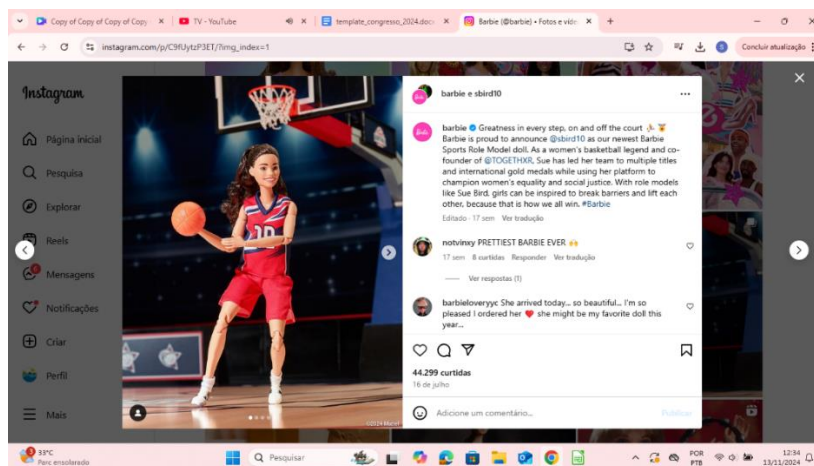 Copy of Copy of Copy of Copy
TV - YouTube
template_congresso_2024.doc
Barbie (@barbie) • Fotos e víde
instagram.com/p/C9fUytzP3ET/?img_index=1
Concluir atualização
Instagram
Página inicial
Pesquisa
Explorar
Reels
Mensagens
Notificações
Criar
Perfil
Mais
10
©2024 Mattel
barbie e sbird10
barbie Greatness in every step, on and off the court
Barbie is proud to announce @sbird10 as our newest Barbie
Sports Role Model doll. As a women's basketball legend and co-
founder of @TOGETHXR, Sue has led her team to multiple titles
and international gold medals while using her platform to
champion women's equality and social justice. With role models
like Sue Bird, girls can be inspired to break barriers and lift each
other, because that is how we all win. #Barbie
Editado · 17 sem Ver tradução
notvinxy PRETTIEST BARBIE EVER
17 sem 8 curtidas Responder Ver tradução
Ver respostas (1)
barbieloveryyc She arrived today... so beautiful... I'm so
pleased I ordered her ❤️ she might be my favorite doll this
year...
44.299 curtidas
16 de julho
Adicione um comentário...
Publicar
33°C
Parc ensolarado
Pesquisar
POR
PTB
12:34
13/11/2024